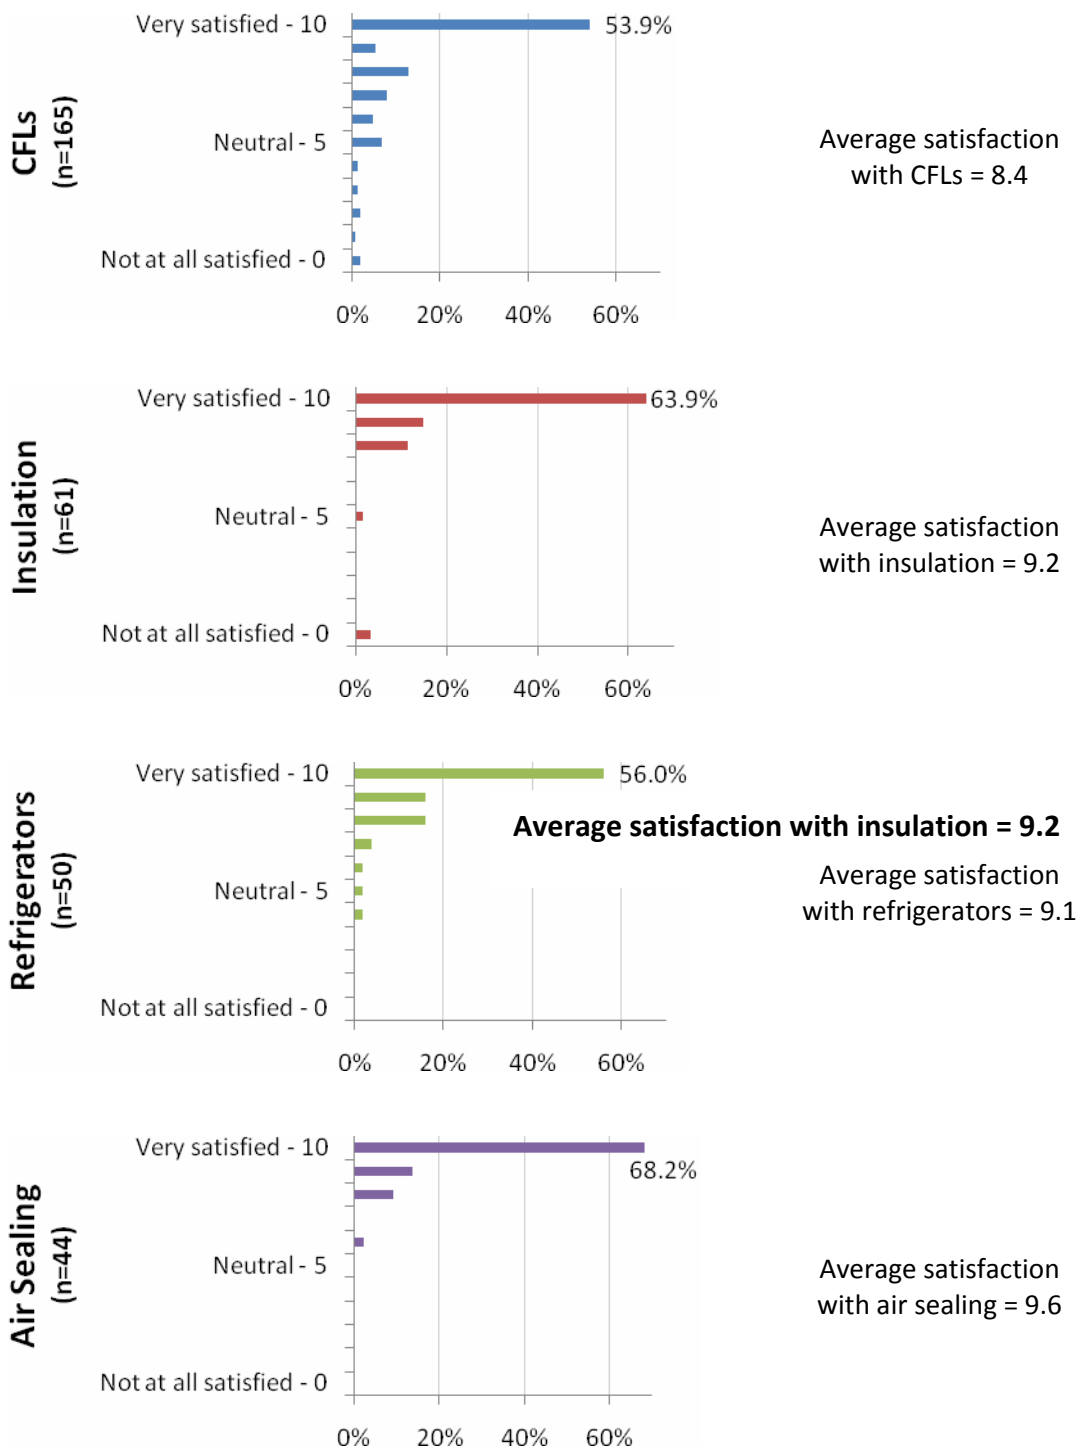 CFLs
(n=165)
Very satisfied - 10
53.9%
Neutral - 5
Not at all satisfied - 0
0% 20% 40% 60%
Average satisfaction
with CFLs = 8.4
Insulation
(n=61)
Very satisfied - 10
63.9%
Neutral - 5
Not at all satisfied - 0
0% 20% 40% 60%
Average satisfaction
with insulation = 9.2
Refrigerators
(n=50)
Very satisfied - 10
56.0%
Neutral - 5
Not at all satisfied - 0
0% 20% 40% 60%
Average satisfaction with insulation = 9.2
Average satisfaction
with refrigerators = 9.1
Air Sealing
(n=44)
Very satisfied - 10
68.2%
Neutral - 5
Not at all satisfied - 0
0% 20% 40% 60%
Average satisfaction
with air sealing = 9.6